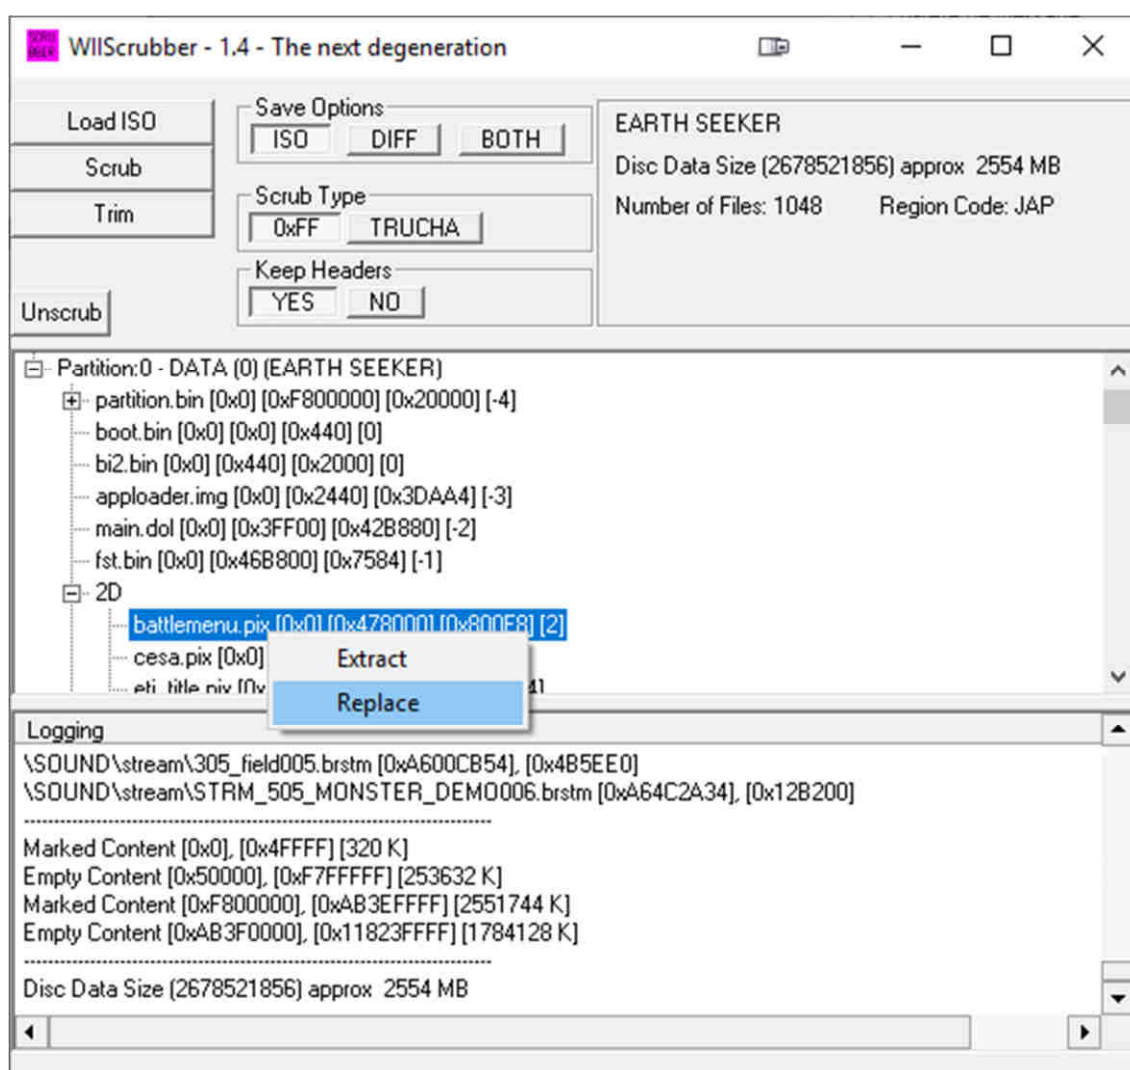 SCRU
BBER
WIIScrubber - 1.4 - The next degeneration
Load ISO
Scrub
Trim
Unscrub
Save Options
ISO DIFF BOTH
Scrub Type
0xFF TRUCHA
Keep Headers
YES NO
EARTH SEEKER
Disc Data Size (2678521856) approx 2554 MB
Number of Files: 1048 Region Code: JAP
Partition:0 - DATA (0) (EARTH SEEKER)
partition.bin [0x0] [0xF800000] [0x20000] [-4]
boot.bin [0x0] [0x0] [0x440] [0]
bi2.bin [0x0] [0x440] [0x2000] [0]
apploader.img [0x0] [0x2440] [0x3DAA4] [-3]
main.dol [0x0] [0x3FF00] [0x42B880] [-2]
fst.bin [0x0] [0x46B800] [0x7584] [-1]
2D
battlemenu.pix [0x0] [0x478000] [0x800E8] [2]
cesa.pix [0x0]
Extract
eti_title.pix [0x 4]
Replace
Logging
\SOUND\stream\305_field005.brstm [0xA600CB54], [0x4B5EE0]
\SOUND\stream\STRM_505_MONSTER_DEMO006.brstm [0xA64C2A34], [0x12B200]
Marked Content [0x0], [0x4FFFF] [320 K]
Empty Content [0x50000], [0xF7FFFFF] [253632 K]
Marked Content [0xF800000], [0xAB3EFFFF] [2551744 K]
Empty Content [0xAB3F0000], [0x11823FFFF] [1784128 K]
Disc Data Size (2678521856) approx 2554 MB